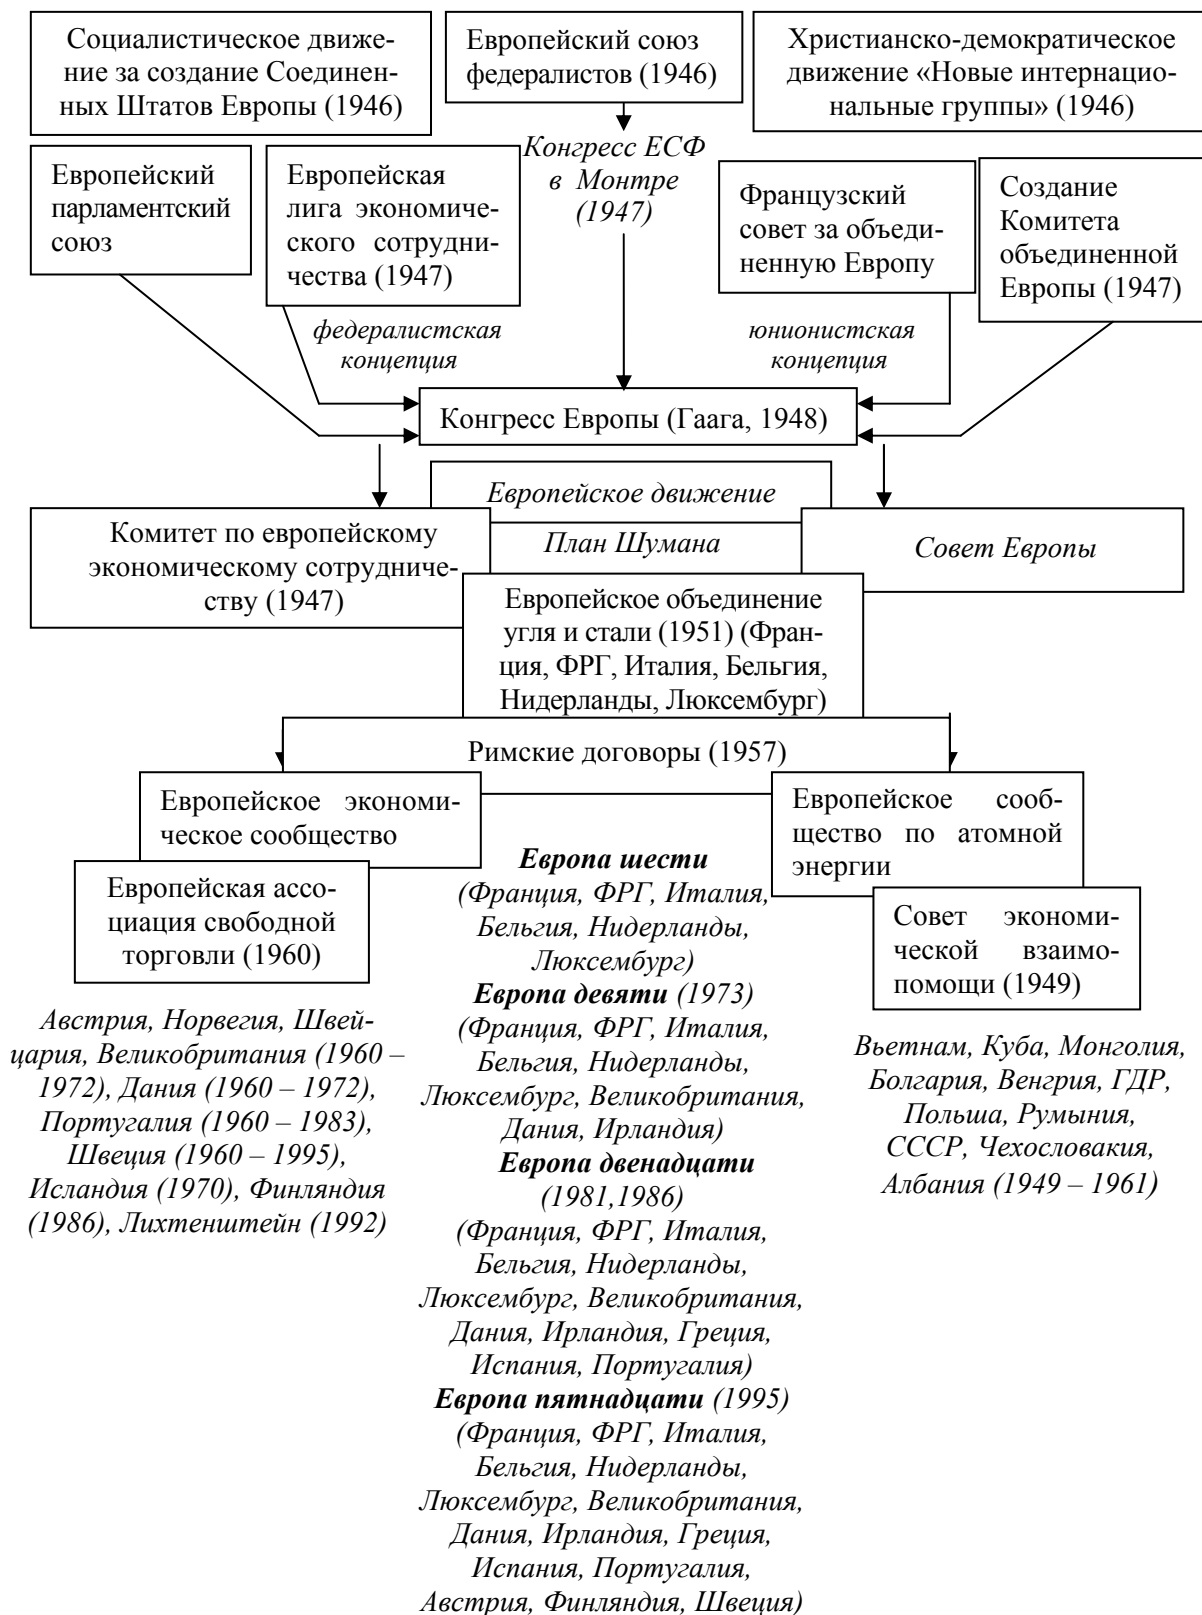 Социалистическое движе-
ние за создание Соединен-
ных Штатов Европы (1946)
Европейский союз
федералистов (1946)
Христианско-демократическое
движение «Новые интернацио-
нальные группы» (1946)
Конгресс ЕСФ
в Монтре
(1947)
Европейский
парламентский
союз
Европейская
лига экономиче-
ского сотрудни-
чества (1947)
Французский
совет за объеди-
ненную Европу
Создание
Комитета
объединенной
Европы (1947)
федералистская
концепция
юнионистская
концепция
Конгресс Европы (Гаага, 1948)
Европейское движение
Комитет по европейскому
экономическому сотрудниче-
ству (1947)
План Шумана
Совет Европы
Европейское объединение
угля и стали (1951) (Фран-
ция, ФРГ, Италия, Бельгия,
Нидерланды, Люксембург)
Римские договоры (1957)
Европейское экономи-
ческое сообщество
Европейское сооб-
щество по атомной
энергии
Европейская ассо-
циация свободной
торговли (1960)
Совет экономи-
ческой взаимо-
помощи (1949)
Австрия, Норвегия, Швей-
цария, Великобритания (1960 –
1972), Дания (1960 – 1972),
Португалия (1960 – 1983),
Швеция (1960 – 1995),
Исландия (1970), Финляндия
(1986), Лихтенштейн (1992)
Европа шести
(Франция, ФРГ, Италия,
Бельгия, Нидерланды,
Люксембург)
Европа девяти (1973)
(Франция, ФРГ, Италия,
Бельгия, Нидерланды,
Люксембург, Великобритания,
Дания, Ирландия)
Европа двенадцати
(1981,1986)
(Франция, ФРГ, Италия,
Бельгия, Нидерланды,
Люксембург, Великобритания,
Дания, Ирландия, Греция,
Испания, Португалия)
Европа пятнадцати (1995)
(Франция, ФРГ, Италия,
Бельгия, Нидерланды,
Люксембург, Великобритания,
Дания, Ирландия, Греция,
Испания, Португалия,
Австрия, Финляндия, Швеция)
Вьетнам, Куба, Монголия,
Болгария, Венгрия, ГДР,
Польша, Румыния,
СССР, Чехословакия,
Албания (1949 – 1961)